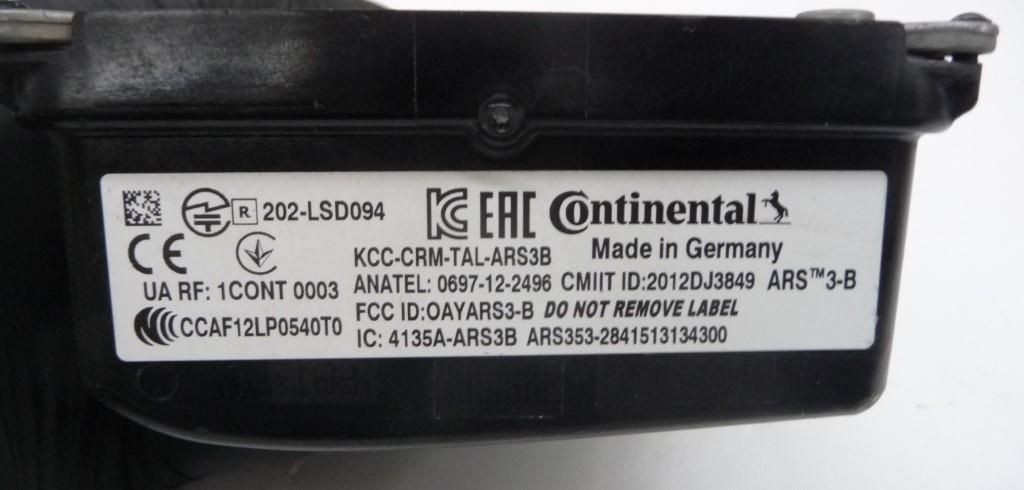 R 202-LSD094
KC EAC Continental
CE
KCC-CRM-TAL-ARS3B
Made in Germany
UA RF: 1CONT 0003
ANATEL: 0697-12-2496 CMIIT ID:2012DJ3849 ARS™3-B
FCC ID:OAYARS3-B DO NOT REMOVE LABEL
CCAF12LP0540T0
IC: 4135A-ARS3B ARS353-2841513134300